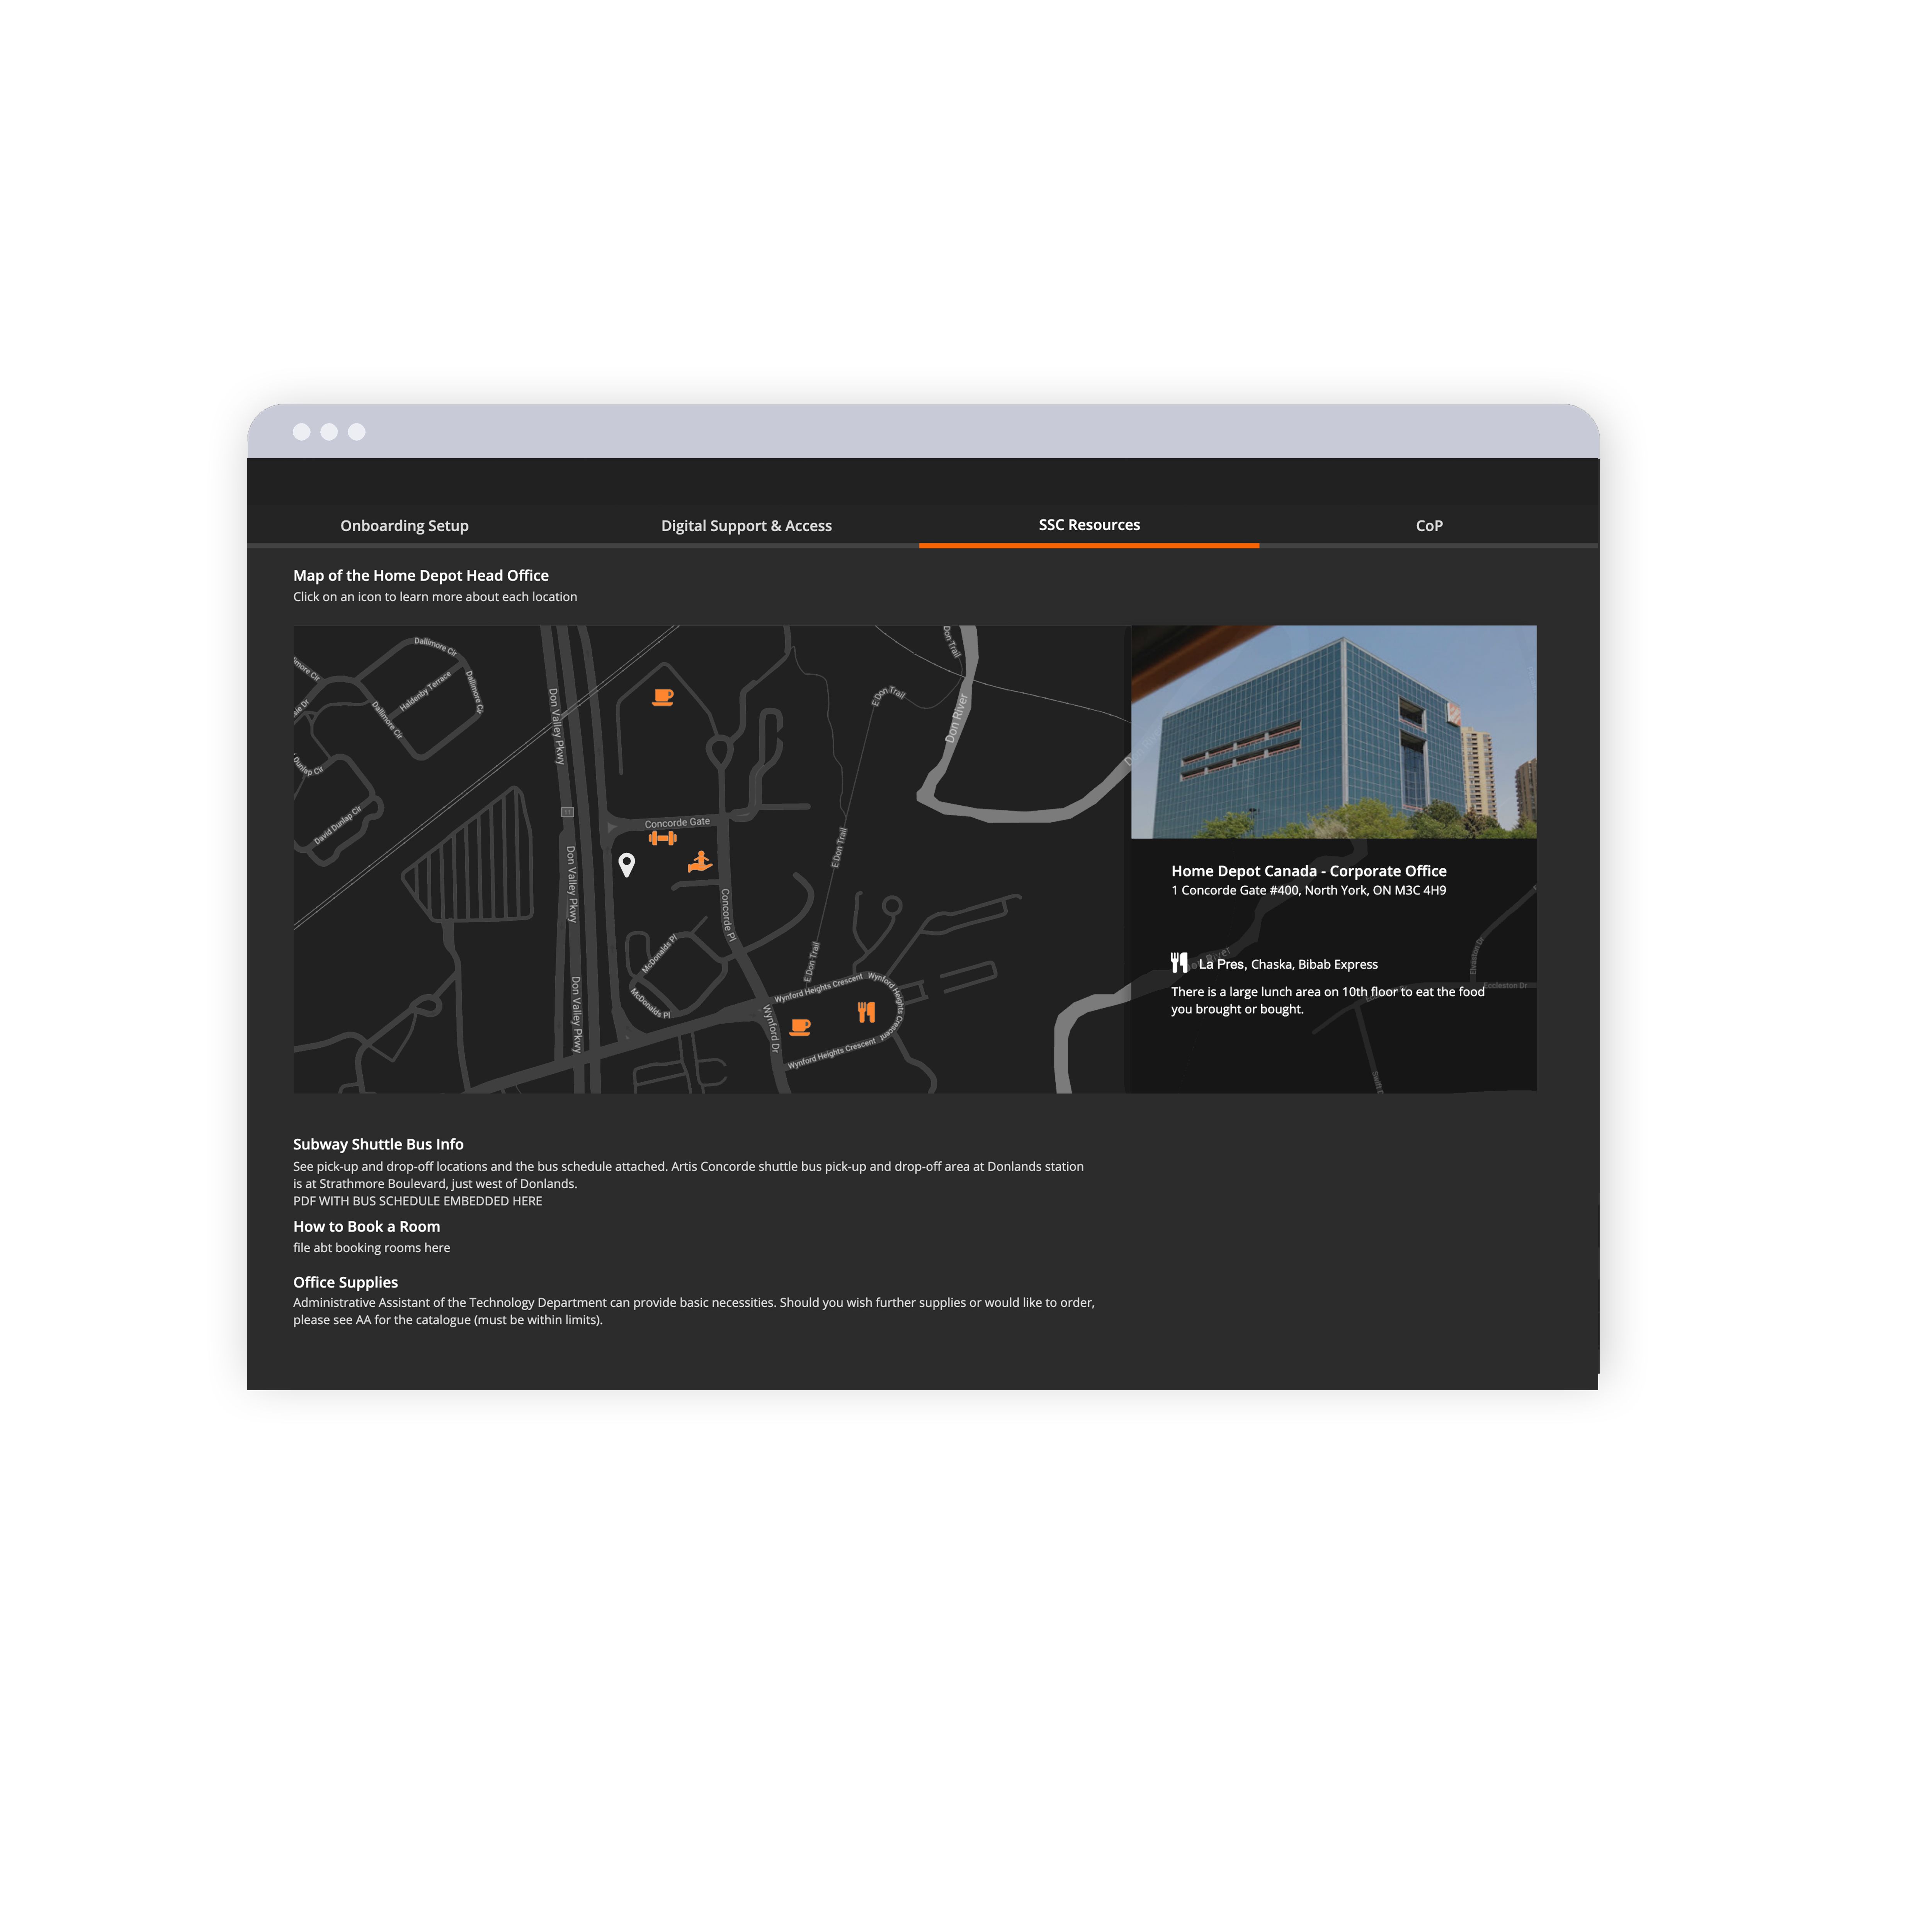 Onboarding Setup
Digital Support & Access
SSC Resources
CoP
Map of the Home Depot Head Office
Click on an icon to learn more about each location
Dallimore Cir
Haldenby Terrace
Dallimore Cir
Dallimore Cir
Dunlap Cir
David Dunlap Cir
Don Valley Pkwy
Don Valley Pkwy
Don Valley Pkwy
Concorde Gate
Concorde Pl
McDonalds Pl
McDonalds Pl
Wynford Dr
Wynford Heights Crescent
Wynford Heights Crescent
Wynford Heights Crescent
E Don Trail
E Don Trail
E Don Trail
Don Trail
Don River
Home Depot Canada - Corporate Office
1 Concorde Gate #400, North York, ON M3C 4H9
La Pres, Chaska, Bibab Express
There is a large lunch area on 10th floor to eat the food
you brought or bought.
River
Elvaston Dr
Eccleston Dr
Subway Shuttle Bus Info
See pick-up and drop-off locations and the bus schedule attached. Artis Concorde shuttle bus pick-up and drop-off area at Donlands station
is at Strathmore Boulevard, just west of Donlands.
PDF WITH BUS SCHEDULE EMBEDDED HERE
How to Book a Room
file abt booking rooms here
Office Supplies
Administrative Assistant of the Technology Department can provide basic necessities. Should you wish further supplies or would like to order,
please see AA for the catalogue (must be within limits).